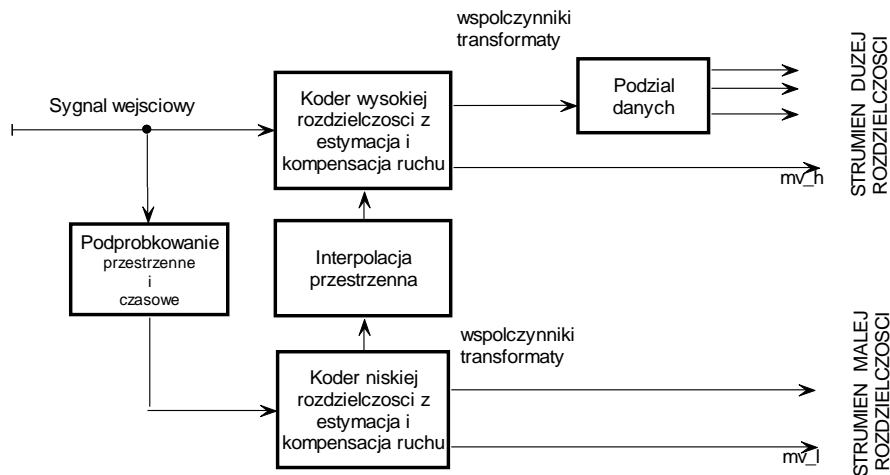 wspolczynniki
transformaty
Sygnal wejsciowy
Koder wysokiej
rozdzielczosci z
estymacja i
kompensacja ruchu
Podzial
danych
mv_h
STRUMIEN DUZEJ
ROZDZIELCZOSCI
Podprobkowanie
przestrzenne
i
czasowe
Interpolacja
przestrzenna
wspolczynniki
transformaty
Koder niskiej
rozdzielczosci z
estymacja i
kompensacja ruchu
mv_l
STRUMIEN MALEJ
ROZDZIELCZOSCI